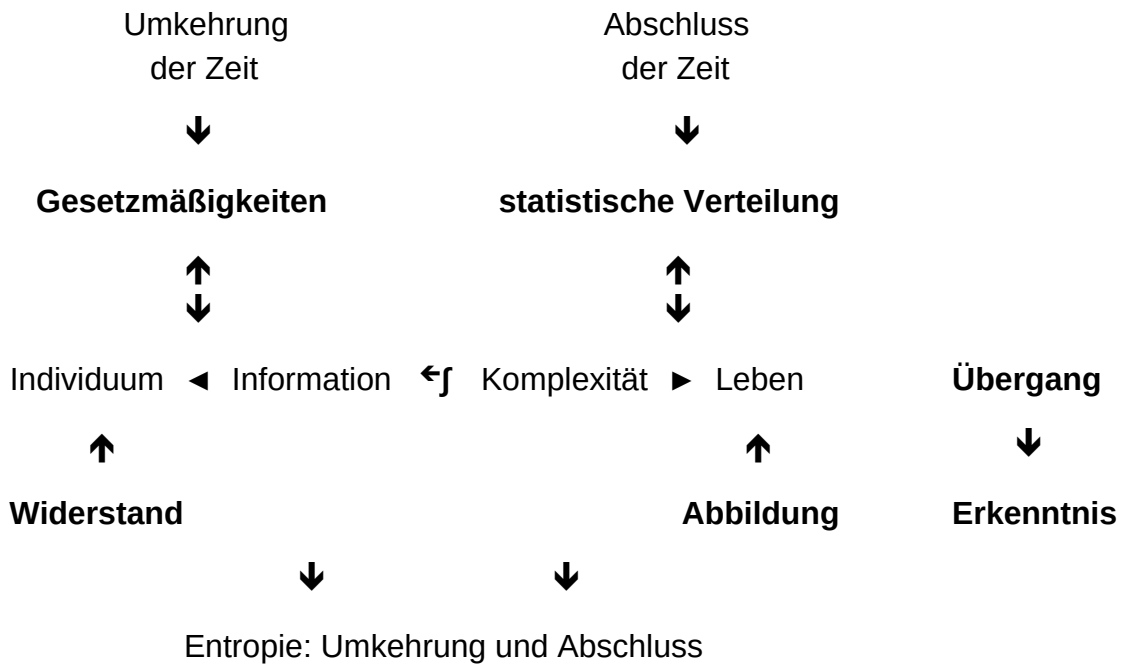 Umkehrung Abschluss
der Zeit der Zeit
🡫 🡫
Gesetzmäßigkeiten statistische Verteilung
🡩 🡩
🡫 🡫
Individuum ◄ Information 🡠∫ Komplexität ► Leben Übergang
🡩 🡩 🡫
Widerstand Abbildung Erkenntnis
🡫 🡫
Entropie: Umkehrung und Abschluss